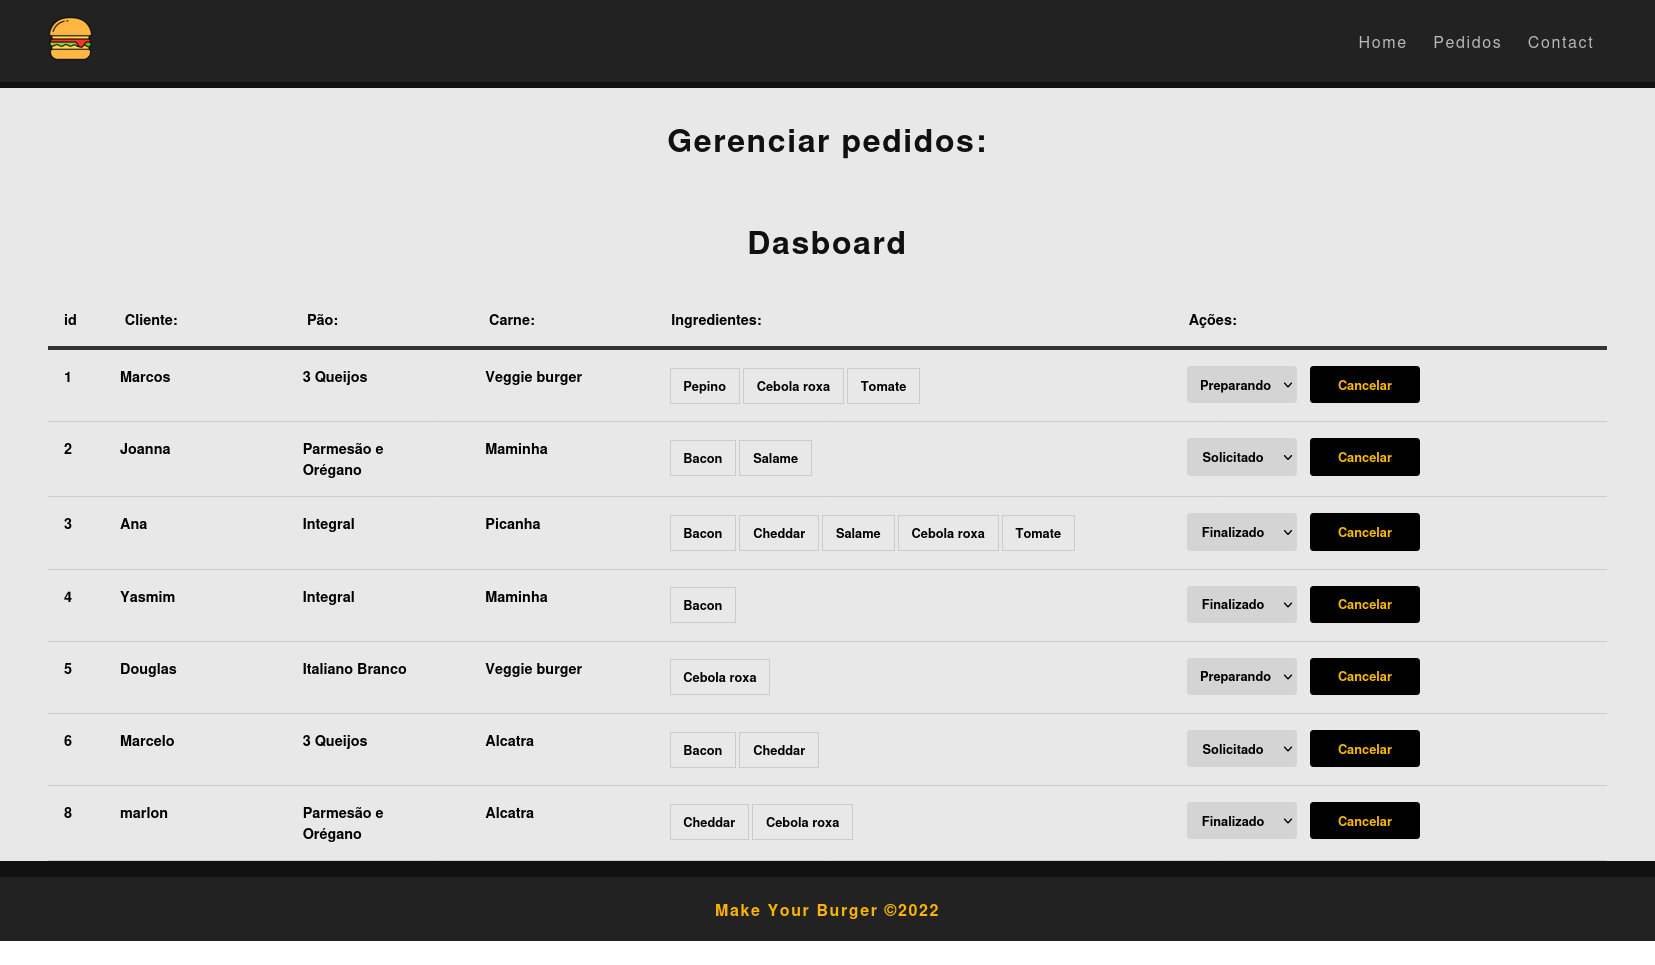 Home Pedidos Contact
Gerenciar pedidos:
Dasboard
id Cliente: Pão: Carne: Ingredientes: Ações:
1 Marcos 3 Queijos Veggie burger Pepino Cebola roxa Tomate Preparando Cancelar
2 Joanna Parmesão e Maminha Bacon Salame Solicitado Cancelar
Orégano
3 Ana Integral Picanha Bacon Cheddar Salame Cebola roxa Tomate Finalizado Cancelar
4 Yasmim Integral Maminha Bacon Finalizado Cancelar
5 Douglas Italiano Branco Veggie burger Cebola roxa Preparando Cancelar
6 Marcelo 3 Queijos Alcatra Bacon Cheddar Solicitado Cancelar
8 marlon Parmesão e Alcatra Cheddar Cebola roxa Finalizado Cancelar
Orégano
Make Your Burger ©2022